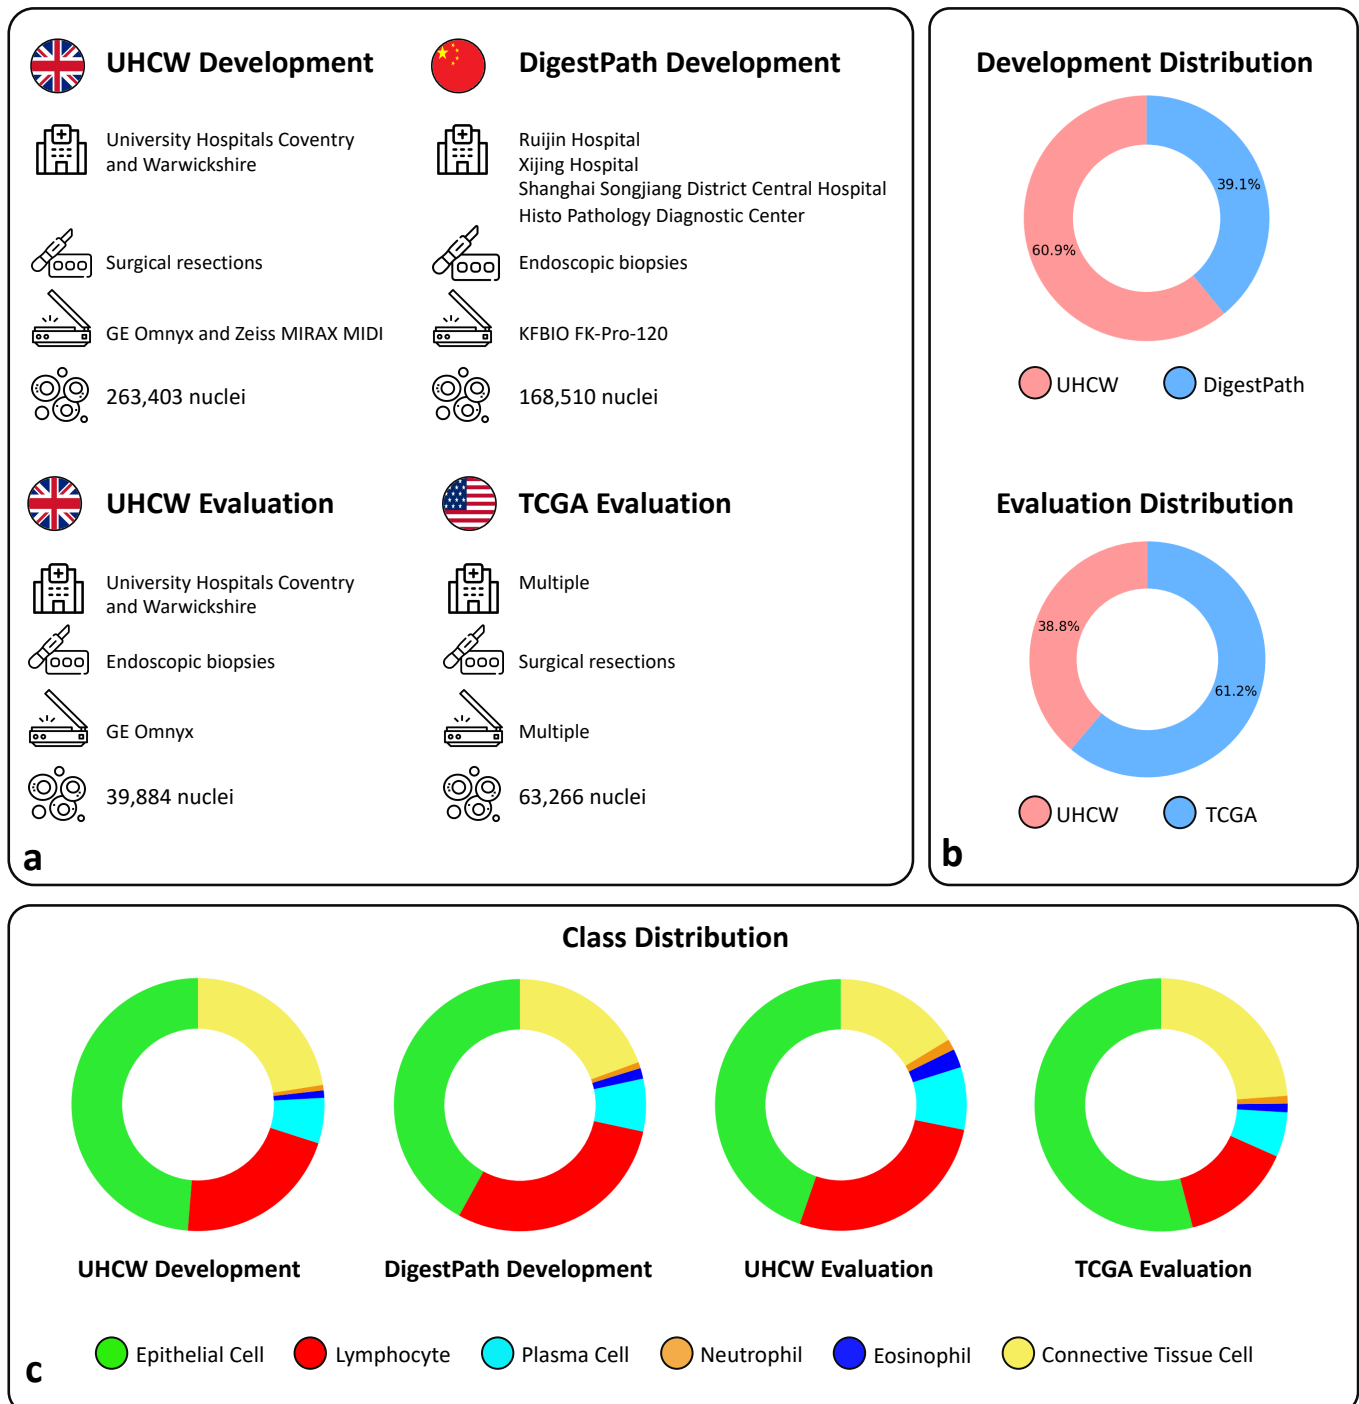 UHCW Development
University Hospitals Coventry
and Warwickshire
Surgical resections
GE Omnyx and Zeiss MIRAX MIDI
263,403 nuclei
DigestPath Development
Ruijin Hospital
Xijing Hospital
Shanghai Songjiang District Central Hospital
Histo Pathology Diagnostic Center
Endoscopic biopsies
KFBIO FK-Pro-120
168,510 nuclei
UHCW Evaluation
University Hospitals Coventry
and Warwickshire
Endoscopic biopsies
GE Omnyx
39,884 nuclei
TCGA Evaluation
Multiple
Surgical resections
Multiple
63,266 nuclei
a
Development Distribution
39.1%
60.9%
UHCW
DigestPath
Evaluation Distribution
38.8%
61.2%
UHCW
TCGA
b
Class Distribution
UHCW Development
DigestPath Development
UHCW Evaluation
TCGA Evaluation
Epithelial Cell
Lymphocyte
Plasma Cell
Neutrophil
Eosinophil
Connective Tissue Cell
c